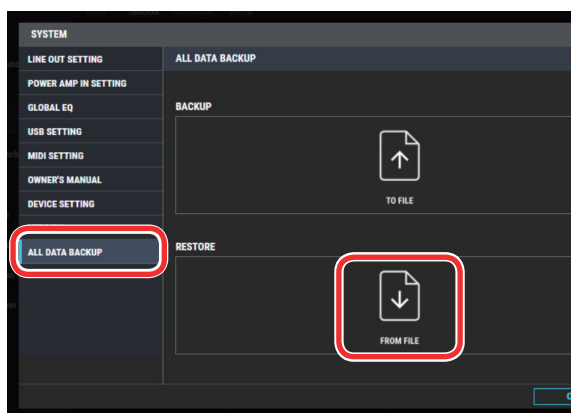 SYSTEM
LINE OUT SETTING
POWER AMP IN SETTING
GLOBAL EQ
USB SETTING
MIDI SETTING
OWNER'S MANUAL
DEVICE SETTING
ALL DATA BACKUP
ALL DATA BACKUP
BACKUP
TO FILE
RESTORE
FROM FILE